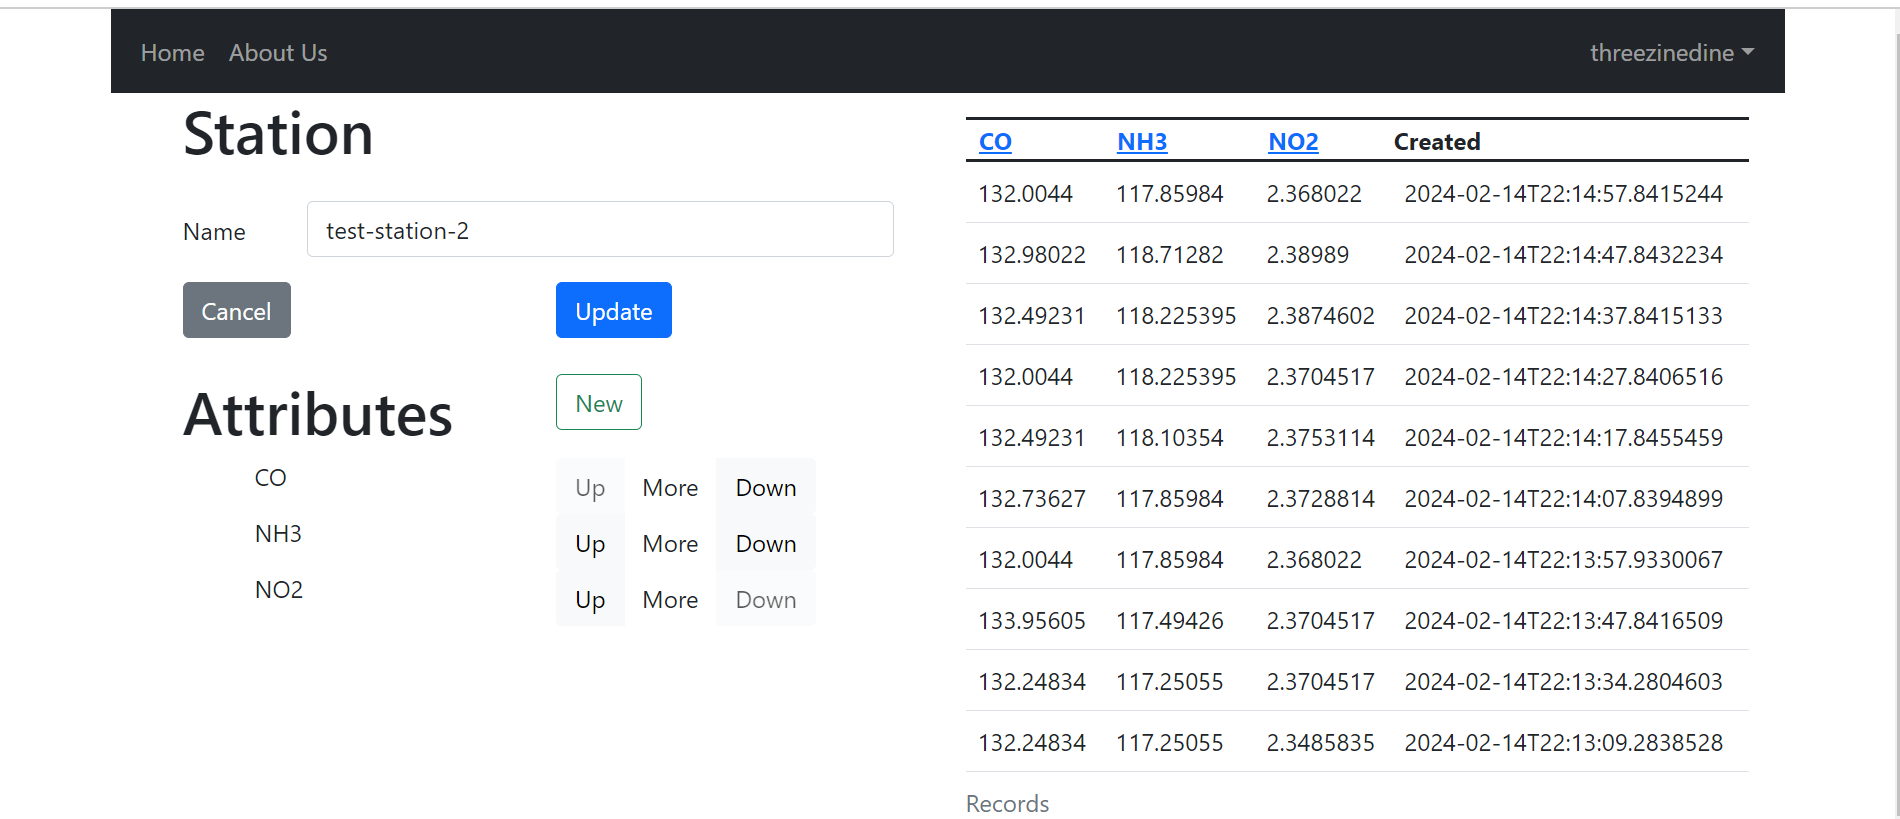 Home About Us threezinedine
Station
Name test-station-2
Cancel Update
Attributes New
CO Up More Down
NH3 Up More Down
NO2 Up More Down
CO NH3 NO2 Created
132.0044 117.85984 2.368022 2024-02-14T22:14:57.8415244
132.98022 118.71282 2.38989 2024-02-14T22:14:47.8432234
132.49231 118.225395 2.3874602 2024-02-14T22:14:37.8415133
132.0044 118.225395 2.3704517 2024-02-14T22:14:27.8406516
132.49231 118.10354 2.3753114 2024-02-14T22:14:17.8455459
132.73627 117.85984 2.3728814 2024-02-14T22:14:07.8394899
132.0044 117.85984 2.368022 2024-02-14T22:13:57.9330067
133.95605 117.49426 2.3704517 2024-02-14T22:13:47.8416509
132.24834 117.25055 2.3704517 2024-02-14T22:13:34.2804603
132.24834 117.25055 2.3485835 2024-02-14T22:13:09.2838528
Records